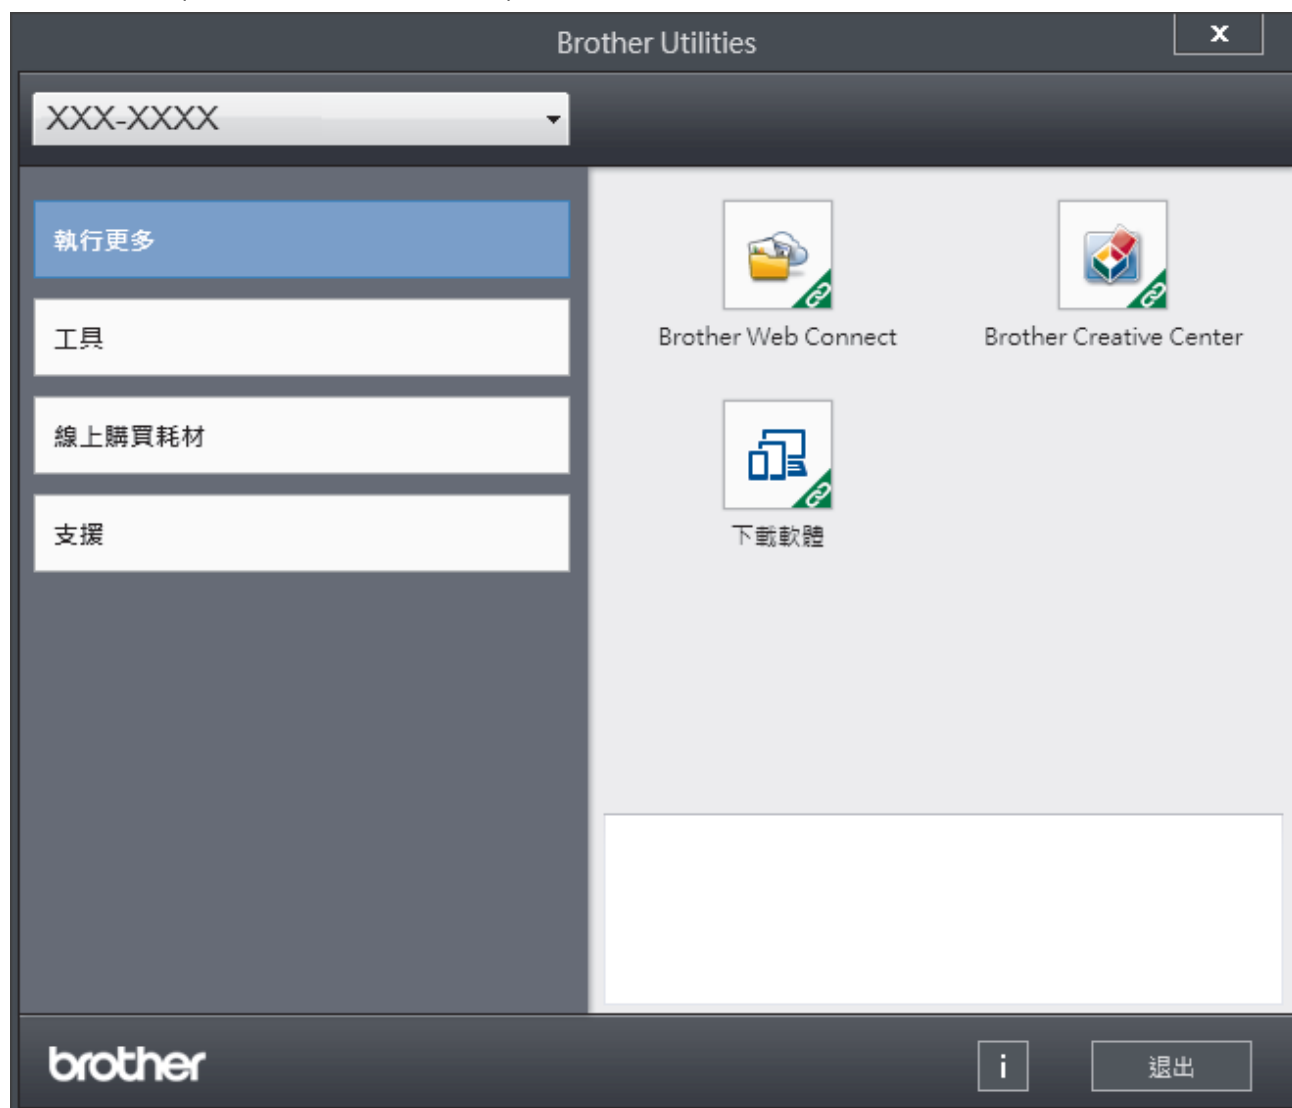 Brother Utilities
x
XXX-XXXX
執行更多
工具
線上購買耗材
支援
Brother Web Connect
Brother Creative Center
下載軟體
brother
i
退出